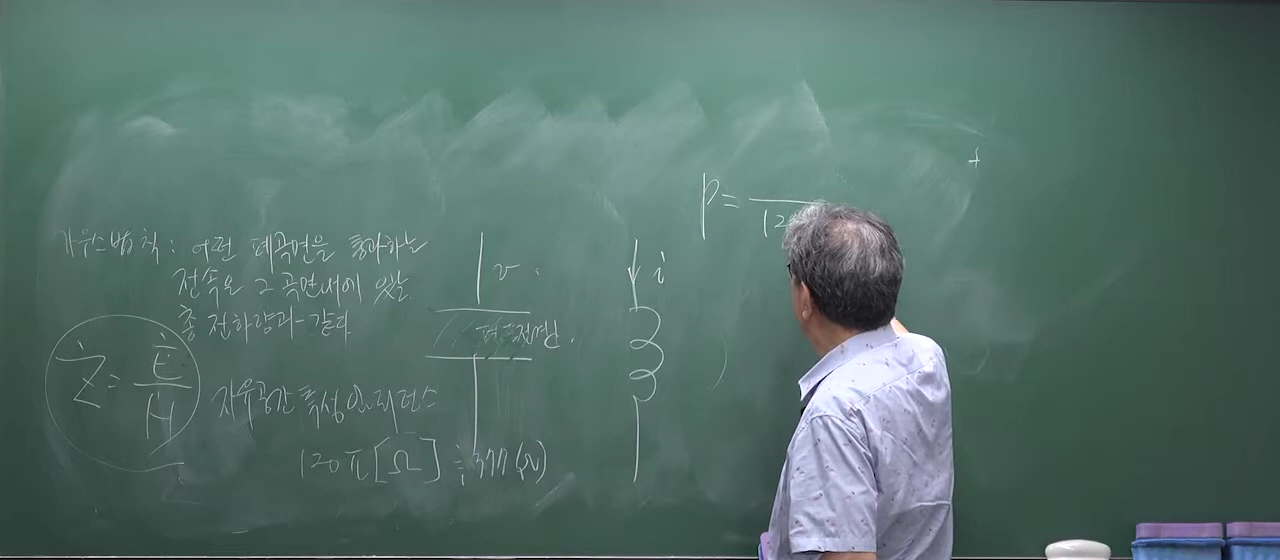 가우스법칙 : 어떤 폐곡면을 통과하는
전속은 그 곡면내에 있는
총 전하량과 같다
Ż = Ė / Ḣ
자유공간 특성임피던스
120π [Ω] ≒ 377(Ω)
v
i
P =